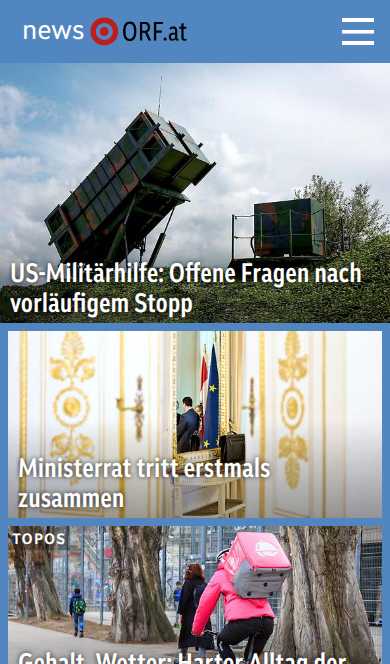 news ORF.at
US-Militärhilfe: Offene Fragen nach
vorläufigem Stopp
Ministerrat tritt erstmals
zusammen
TOPOS
Gehalt, Wetter: Harter Alltag der